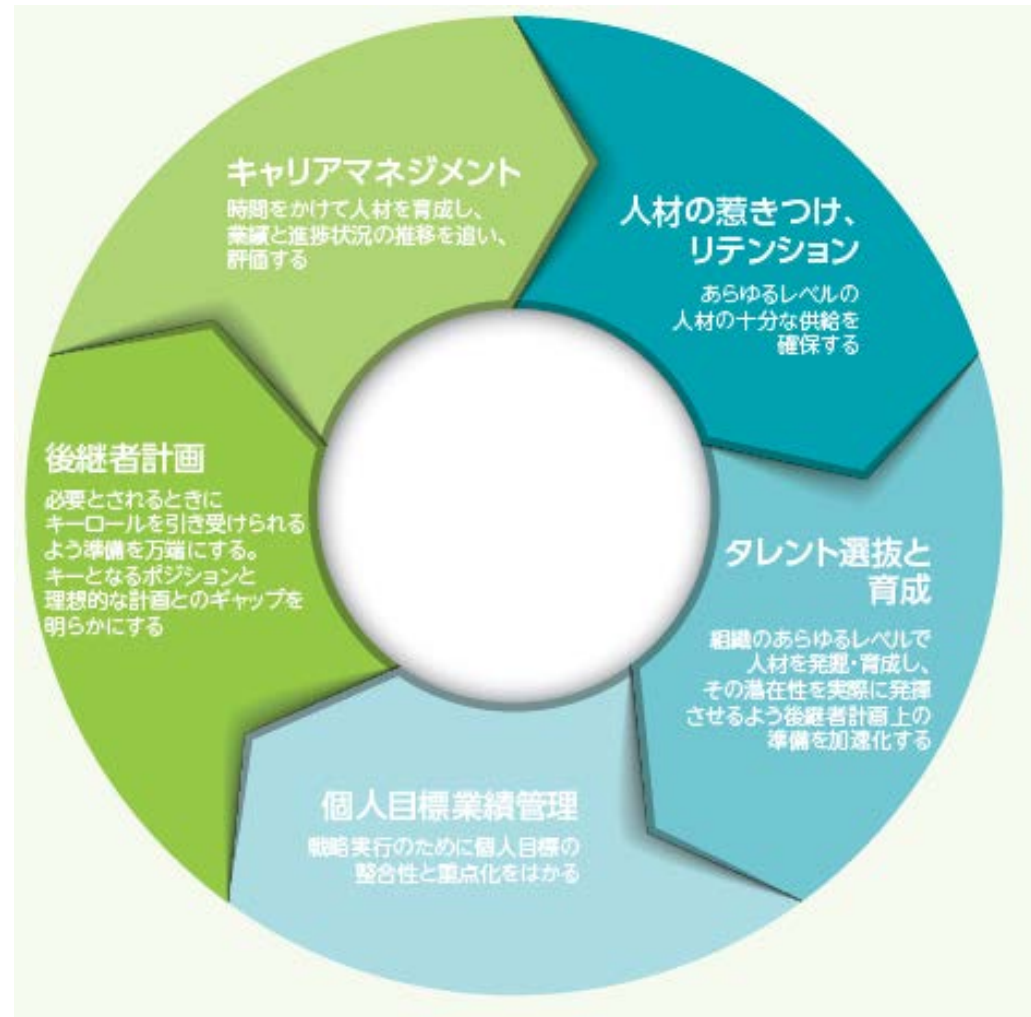 キャリアマネジメント
時間をかけて人材を育成し、
業績と進捗状況の推移を追い、
評価する
人材の惹きつけ、
リテンション
あらゆるレベルの
人材の十分な供給を
確保する
タレント選抜と
育成
組織のあらゆるレベルで
人材を発掘・育成し、
その潜在性を実際に発揮
させるよう後継者計画上の
準備を加速化する
個人目標業績管理
戦略実行のために個人目標の
整合性と重点化をはかる
後継者計画
必要とされるときに
キーロールを引き受けられる
よう準備を万端にする。
キーとなるポジションと
理想的な計画とのギャップを
明らかにする